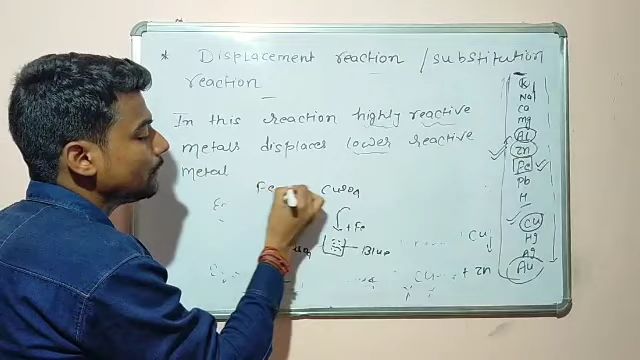 * Displacement reaction / substitution
reaction
In this reaction highly reactive
metals displaces lower reactive
metal
Fe CuSO4
+ Fe
Blue
Cu
Cu + Zn
K
Na
Ca
Mg
Al
Zn
Fe
Pb
H
Cu
Hg
Ag
Au